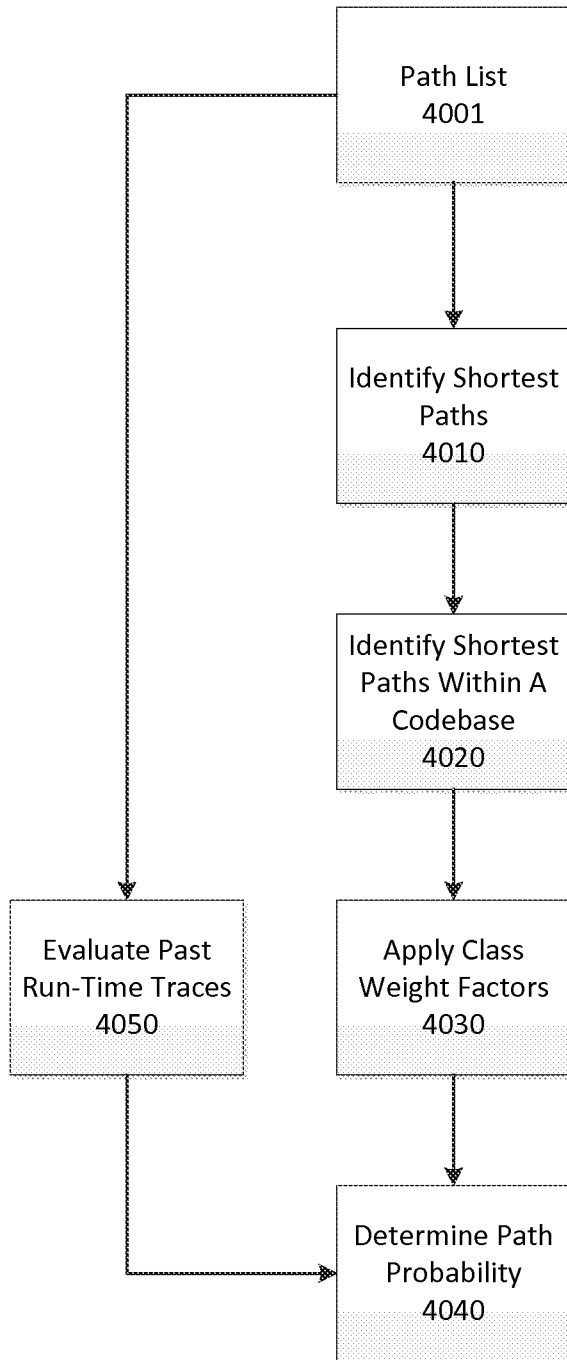 Path List
4001
Identify Shortest
Paths
4010
Identify Shortest
Paths Within A
Codebase
4020
Evaluate Past
Run-Time Traces
4050
Apply Class
Weight Factors
4030
Determine Path
Probability
4040